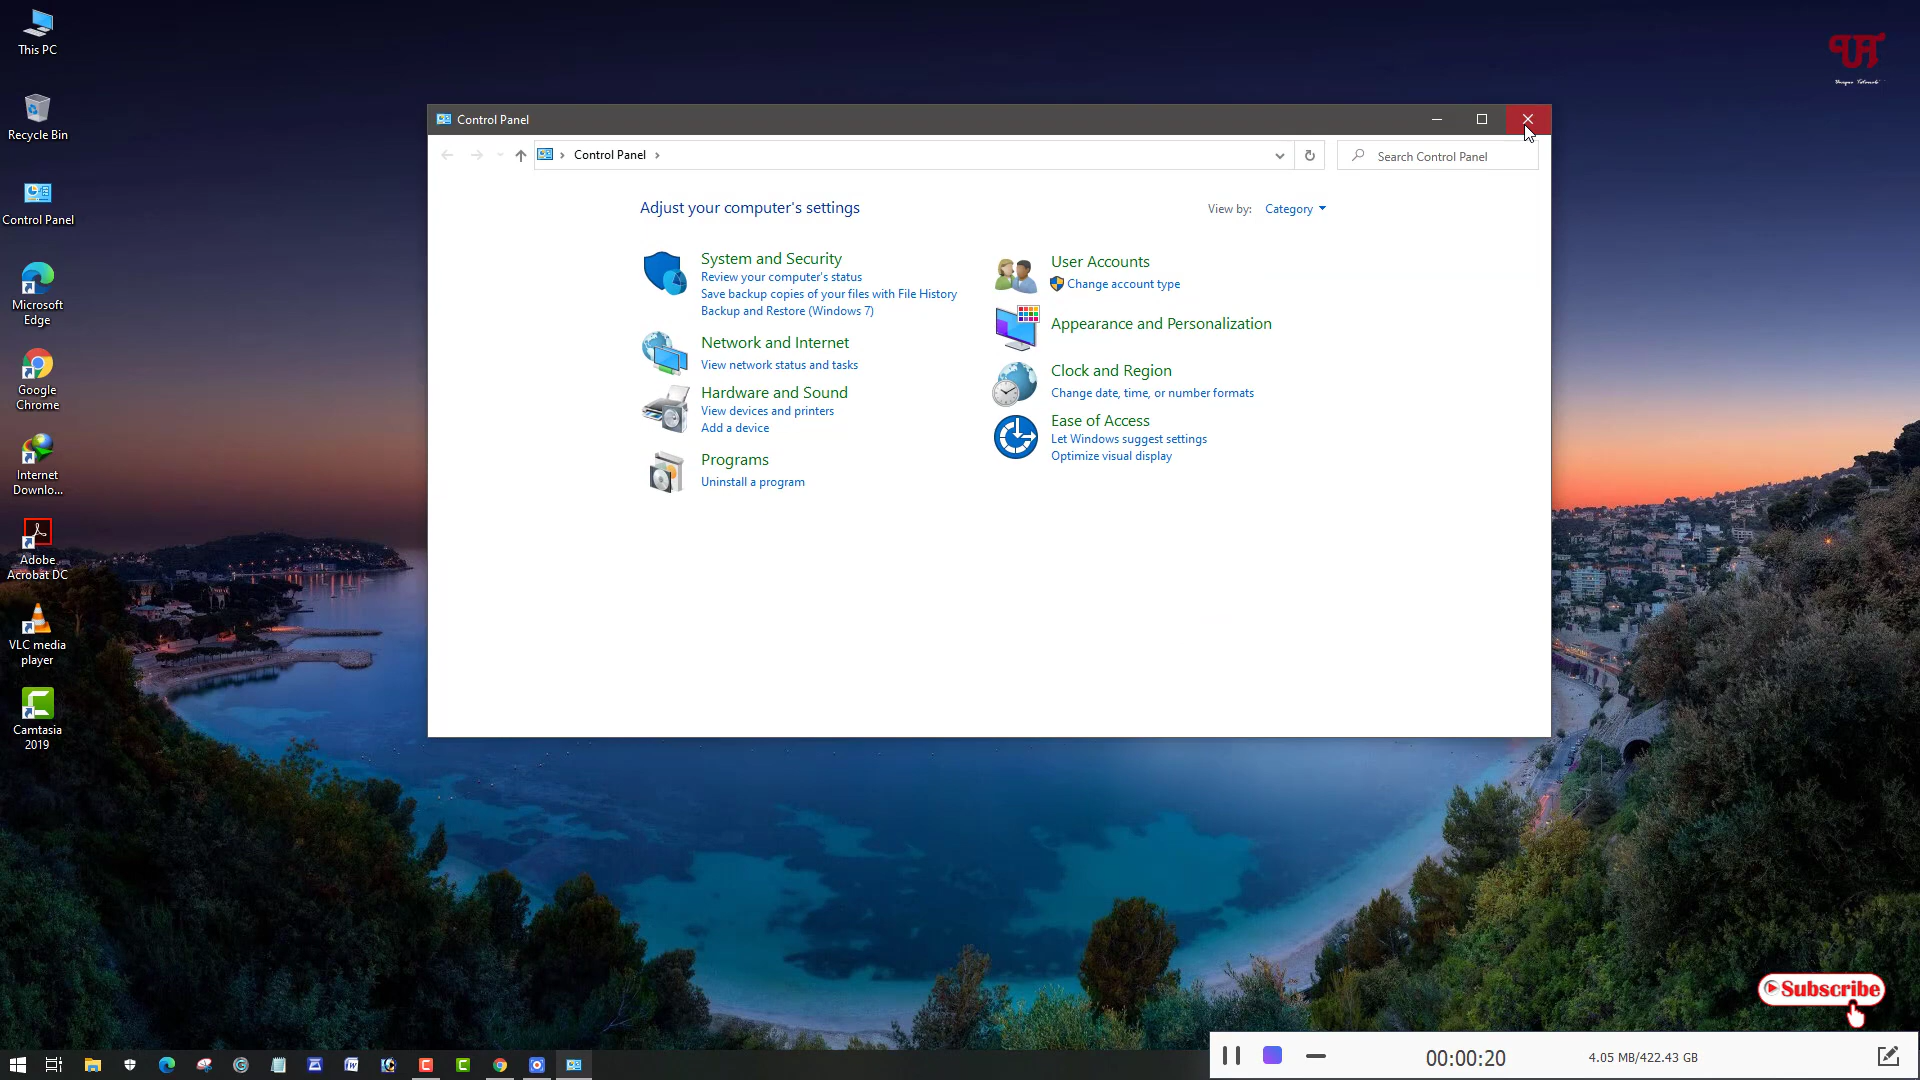 This PC
Recycle Bin
Control Panel
Microsoft
Edge
Google
Chrome
Internet
Downlo...
Adobe
Acrobat DC
VLC media
player
Camtasia
2019
UT
Unique Tutorials
Control Panel
Control Panel
Search Control Panel
Adjust your computer's settings
View by: Category
System and Security
Review your computer's status
Save backup copies of your files with File History
Backup and Restore (Windows 7)
Network and Internet
View network status and tasks
Hardware and Sound
View devices and printers
Add a device
Programs
Uninstall a program
User Accounts
Change account type
Appearance and Personalization
Clock and Region
Change date, time, or number formats
Ease of Access
Let Windows suggest settings
Optimize visual display
Subscribe
00:00:20
4.05 MB/422.43 GB